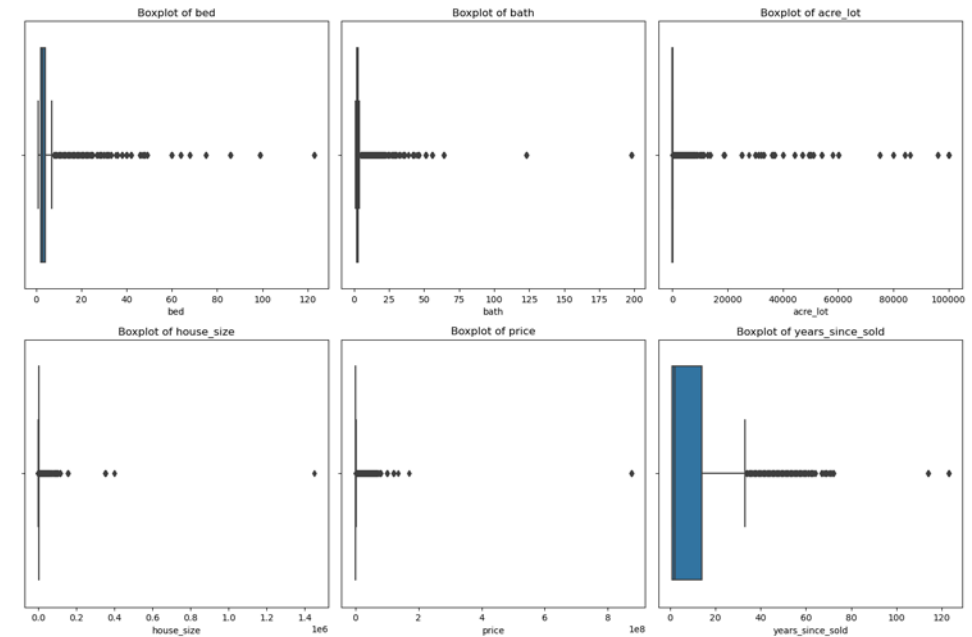 Boxplot of bed
0 20 40 60 80 100 120
bed
Boxplot of bath
0 25 50 75 100 125 150 175 200
bath
Boxplot of acre_lot
0 20000 40000 60000 80000 100000
acre_lot
Boxplot of house_size
0.0 0.2 0.4 0.6 0.8 1.0 1.2 1.4
1e6
house_size
Boxplot of price
0 2 4 6 8
1e8
price
Boxplot of years_since_sold
0 20 40 60 80 100 120
years_since_sold